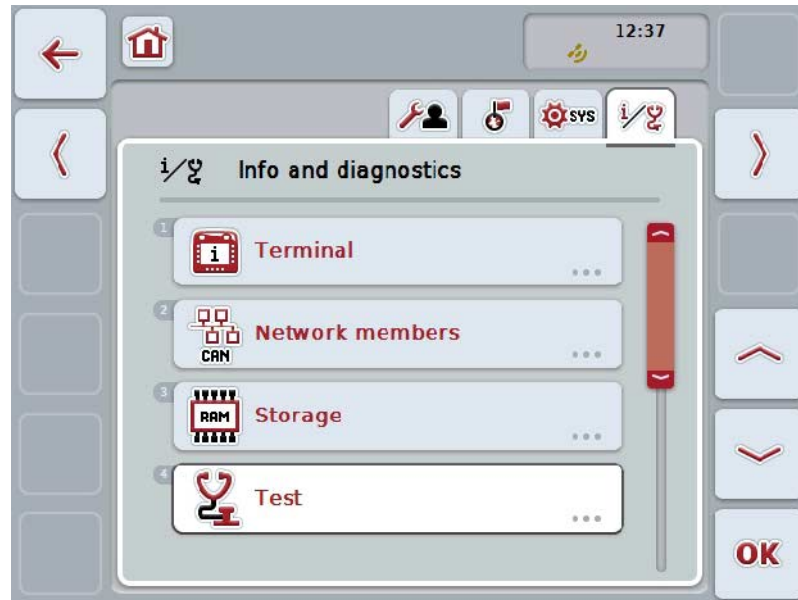 12:37
SYS
i
i Info and diagnostics
1
i
Terminal
2
Network members
CAN
3
RAM
Storage
4
Test
OK